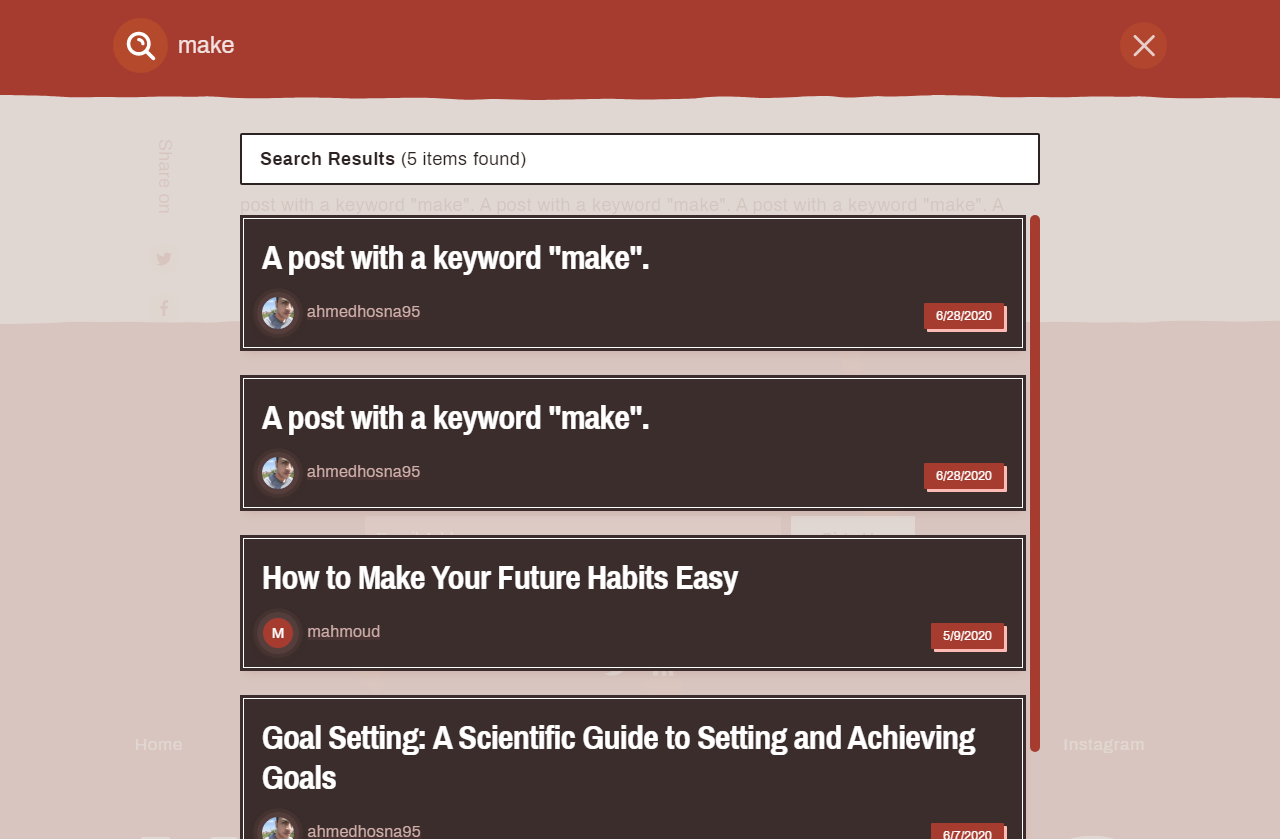 make
Share on
Search Results (5 items found)
post with a keyword "make". A post with a keyword "make". A post with a keyword "make". A
A post with a keyword "make".
ahmedhosna95
6/28/2020
A post with a keyword "make".
ahmedhosna95
6/28/2020
How to Make Your Future Habits Easy
M
mahmoud
5/9/2020
Goal Setting: A Scientific Guide to Setting and Achieving
Goals
Home
Instagram
ahmedhosna95
6/7/2020